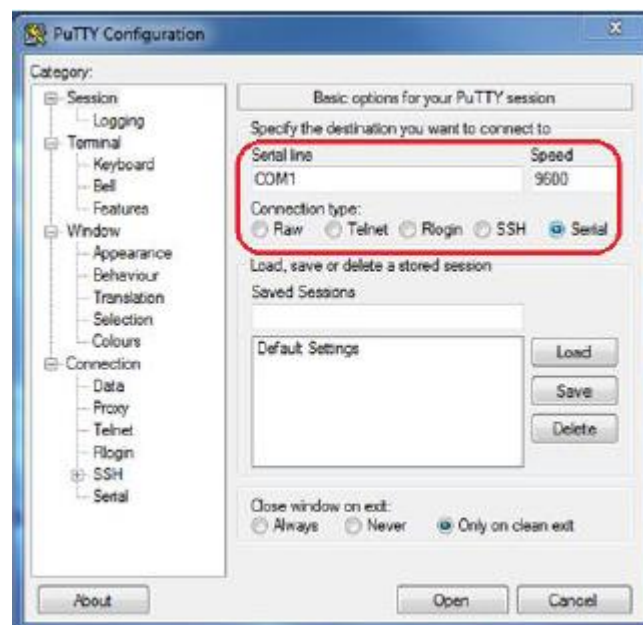 PuTTY Configuration
Category:
Session
Logging
Terminal
Keyboard
Bell
Features
Window
Appearance
Behaviour
Translation
Selection
Colours
Connection
Data
Proxy
Telnet
Rlogin
SSH
Serial
Basic options for your PuTTY session
Specify the destination you want to connect to
Serial line Speed
COM1 9600
Connection type:
Raw Telnet Rlogin SSH Serial
Load, save or delete a stored session
Saved Sessions
Default Settings
Load
Save
Delete
Close window on exit:
Always Never Only on clean exit
About Open Cancel